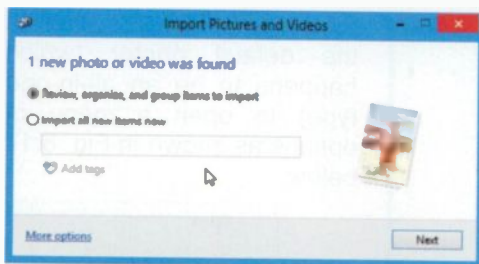 Import Pictures and Videos
1 new photo or video was found
Review, organize, and group items to import
Import all new items now
Add tags
More options
Next